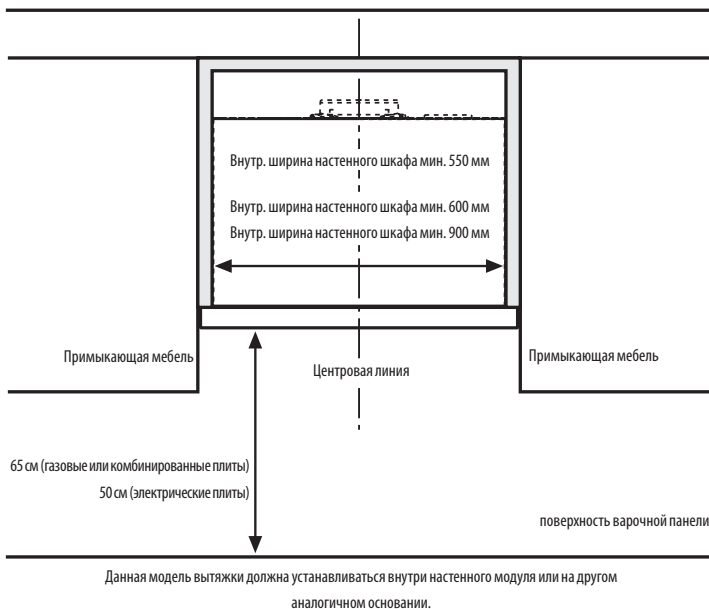 Внутр. ширина настенного шкафа мин. 550 мм
Внутр. ширина настенного шкафа мин. 600 мм
Внутр. ширина настенного шкафа мин. 900 мм
Примыкающая мебель
Центровая линия
Примыкающая мебель
65 см (газовые или комбинированные плиты)
50 см (электрические плиты)
поверхность варочной панели
Данная модель вытяжки должна устанавливаться внутри настенного модуля или на другом
аналогичном основании.